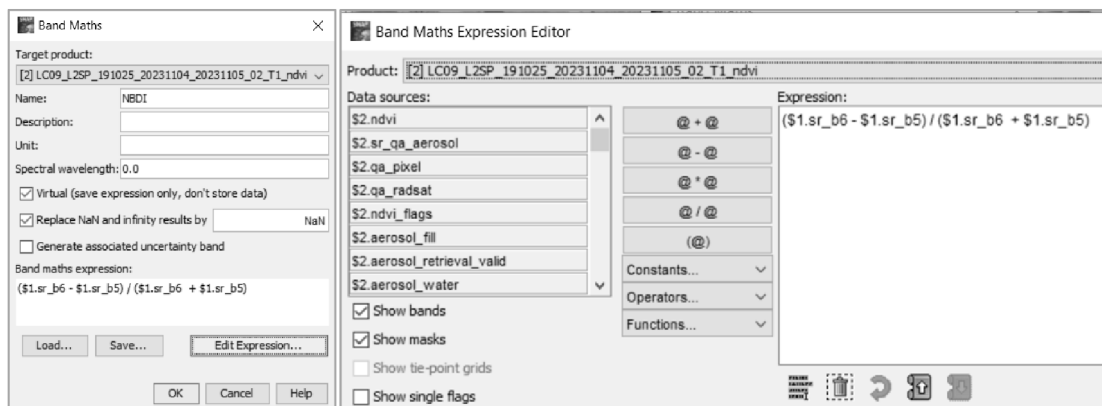 Band Maths
Target product:
[2] LC09_L2SP_191025_20231104_20231105_02_T1_ndvi
Name: NBDI
Description:
Unit:
Spectral wavelength: 0.0
Virtual (save expression only, don't store data)
Replace NaN and infinity results by NaN
Generate associated uncertainty band
Band maths expression:
($1.sr_b6 - $1.sr_b5) / ($1.sr_b6 + $1.sr_b5)
Load... Save... Edit Expression...
OK Cancel Help
Band Maths Expression Editor
Product: [2] LC09_L2SP_191025_20231104_20231105_02_T1_ndvi
Data sources:
$2.ndvi
$2.sr_qa_aerosol
$2.qa_pixel
$2.qa_radsat
$2.ndvi_flags
$2.aerosol_fill
$2.aerosol_retrieval_valid
$2.aerosol_water
Show bands
Show masks
Show tie-point grids
Show single flags
@ + @
@ - @
@ * @
@ / @
(@)
Constants...
Operators...
Functions...
Expression:
($1.sr_b6 - $1.sr_b5) / ($1.sr_b6 + $1.sr_b5)